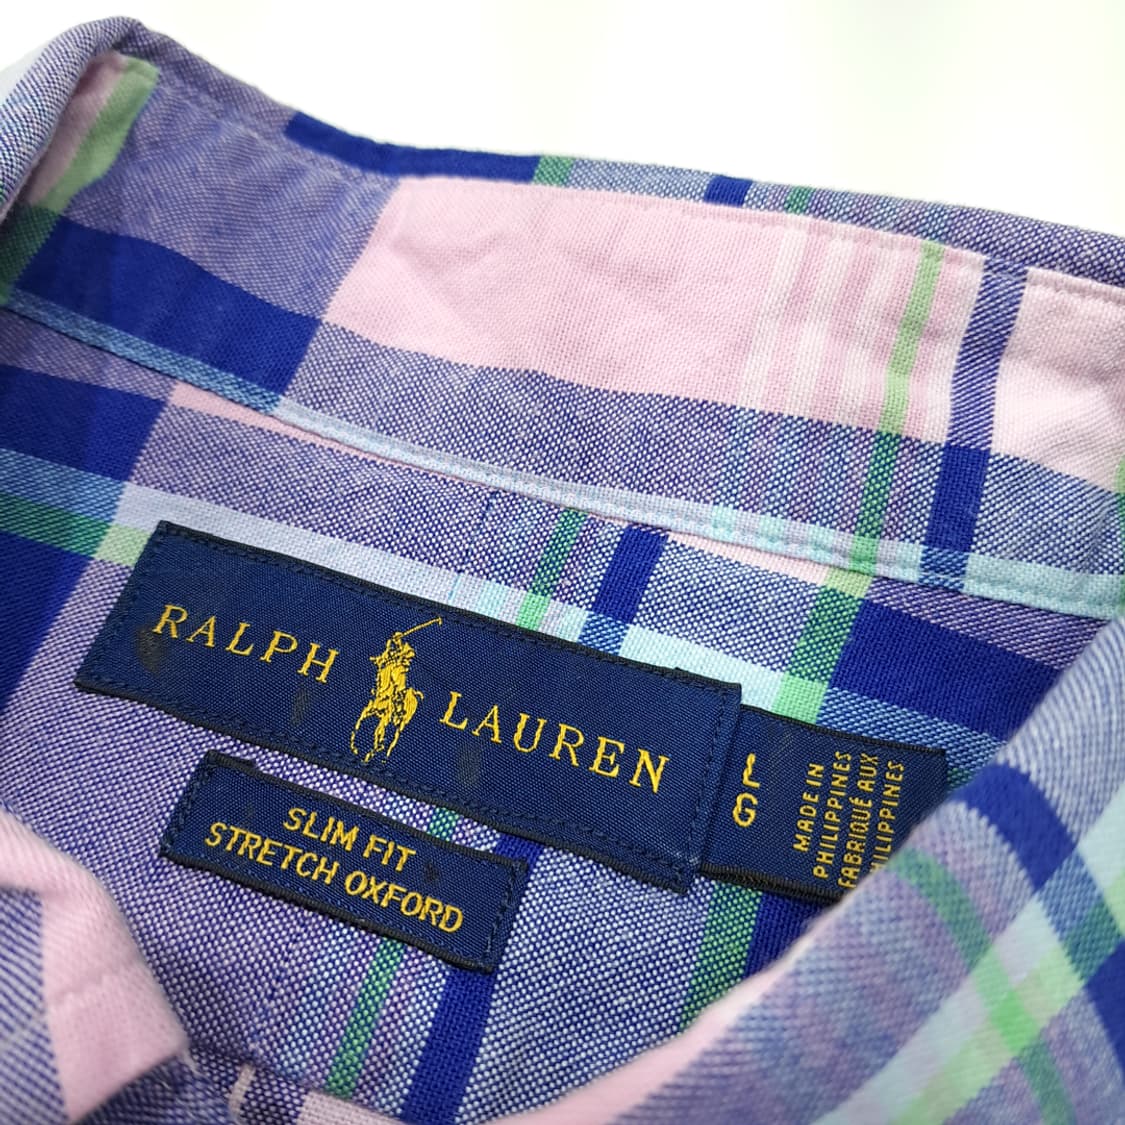 RALPH LAUREN
L
G
MADE IN
PHILIPPINES
FABRIQUÉ AUX
PHILIPPINES
SLIM FIT
STRETCH OXFORD